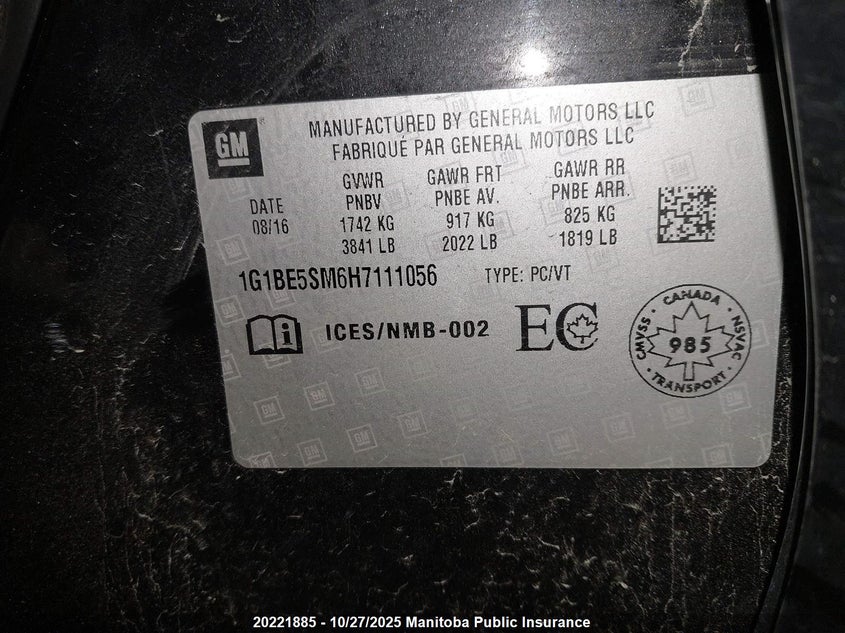 GM
MANUFACTURED BY GENERAL MOTORS LLC
FABRIQUÉ PAR GENERAL MOTORS LLC
DATE
08/16
GVWR
PNBV
1742 KG
3841 LB
GAWR FRT
PNBE AV.
917 KG
2022 LB
GAWR RR
PNBE ARR.
825 KG
1819 LB
1G1BE5SM6H7111056 TYPE: PC/VT
i ICES/NMB-002 EC
CANADA
CMVSS · NSVAC
985
TRANSPORT
20221885 - 10/27/2025 Manitoba Public Insurance